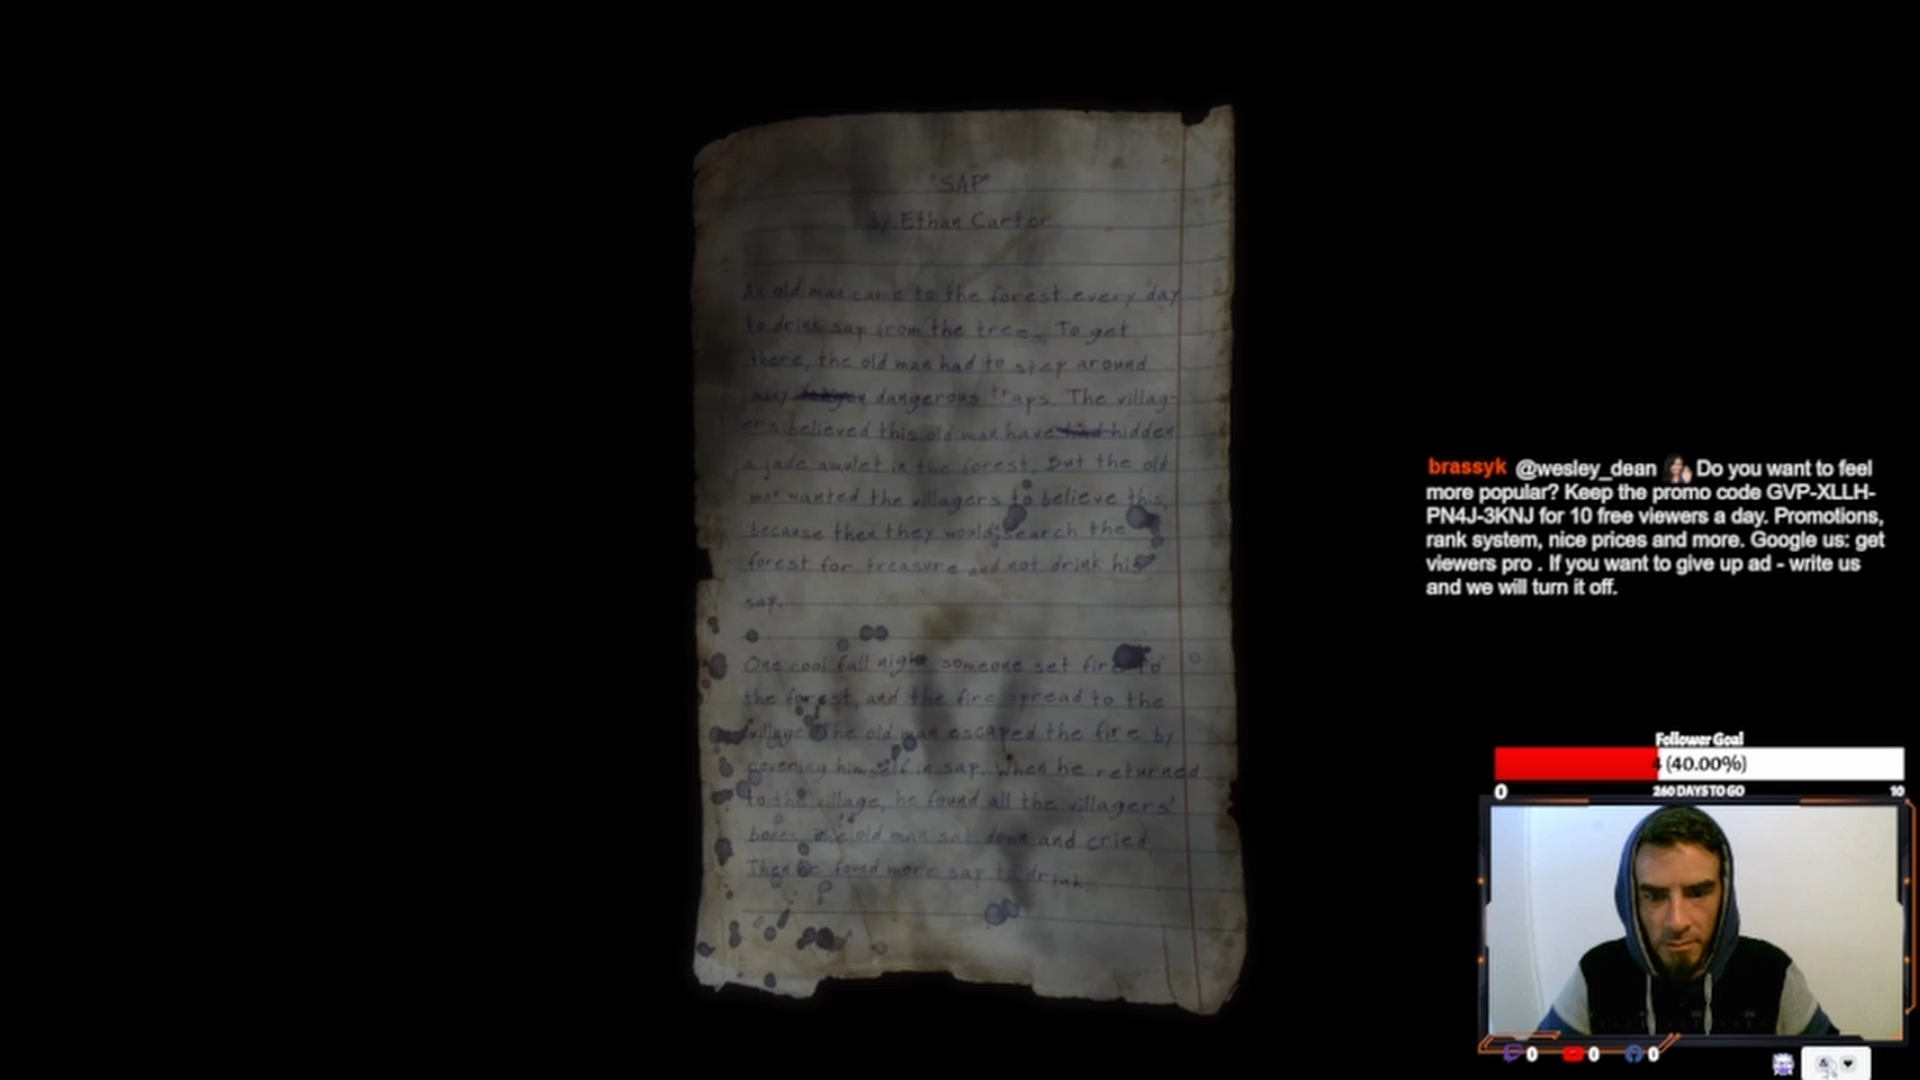 "SAP"
by Ethan Carter
An old man came to the forest every day
to drink sap from the trees. To get
there, the old man had to step around
many dangerous traps. The villag-
ers believed this old man have had hidden
a jade amulet in the forest. But the old
man wanted the villagers to believe this,
because then they would search the
forest for treasure and not drink his
sap.
One cool fall night someone set fire to
the forest, and the fire spread to the
village. The old man escaped the fire by
covering himself in sap. When he returned
to the village, he found all the villagers'
bones. The old man sat down and cried.
Then he found more sap to drink.
brassyk @wesley_dean Do you want to feel
more popular? Keep the promo code GVP-XLLH-
PN4J-3KNJ for 10 free viewers a day. Promotions,
rank system, nice prices and more. Google us: get
viewers pro . If you want to give up ad - write us
and we will turn it off.
Follower Goal
4 (40.00%)
0 260 DAYS TO GO 10
0 0 0